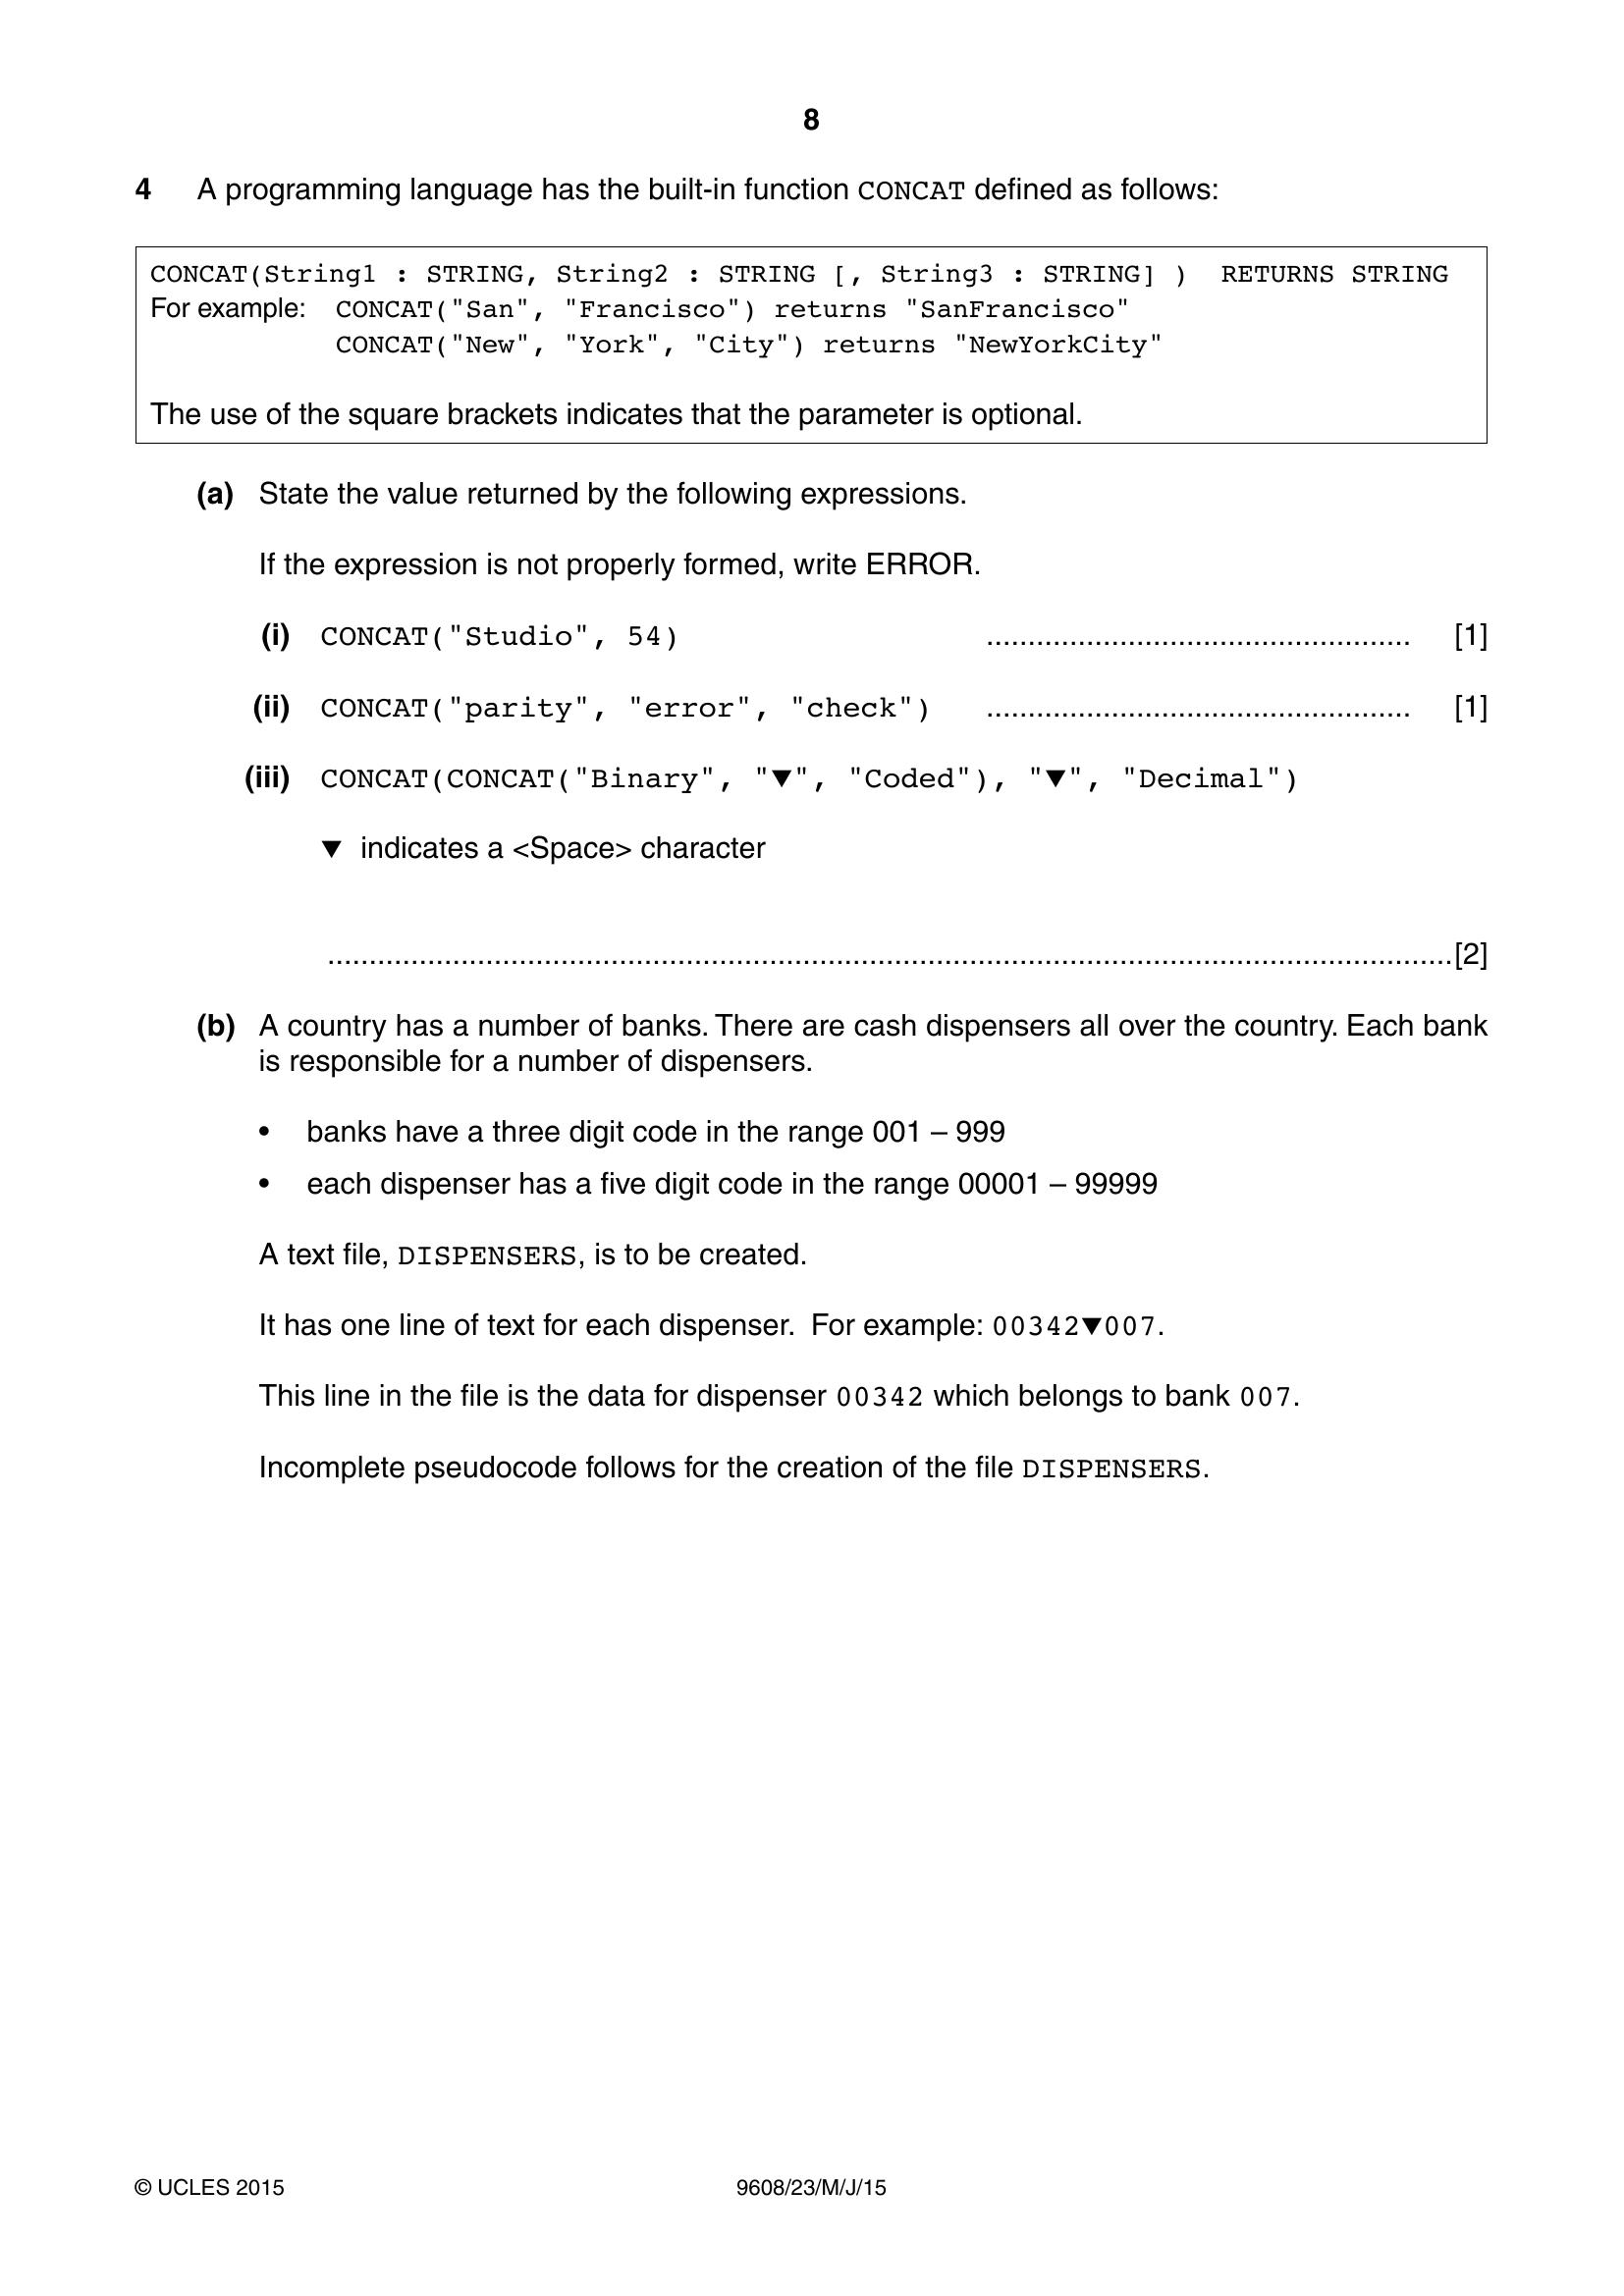 8
4 A programming language has the built-in function CONCAT defined as follows:
CONCAT(String1 : STRING, String2 : STRING [, String3 : STRING] ) RETURNS STRING
For example: CONCAT("San", "Francisco") returns "SanFrancisco"
CONCAT("New", "York", "City") returns "NewYorkCity"
The use of the square brackets indicates that the parameter is optional.
(a) State the value returned by the following expressions.
If the expression is not properly formed, write ERROR.
(i) CONCAT("Studio", 54) ................................................... [1]
(ii) CONCAT("parity", "error", "check") ................................................... [1]
(iii) CONCAT(CONCAT("Binary", "▼", "Coded"), "▼", "Decimal")
▼ indicates a <Space> character
.......................................................................................................................................[2]
(b) A country has a number of banks. There are cash dispensers all over the country. Each bank
is responsible for a number of dispensers.
• banks have a three digit code in the range 001 – 999
• each dispenser has a five digit code in the range 00001 – 99999
A text file, DISPENSERS, is to be created.
It has one line of text for each dispenser. For example: 00342▼007.
This line in the file is the data for dispenser 00342 which belongs to bank 007.
Incomplete pseudocode follows for the creation of the file DISPENSERS.
© UCLES 2015 9608/23/M/J/15